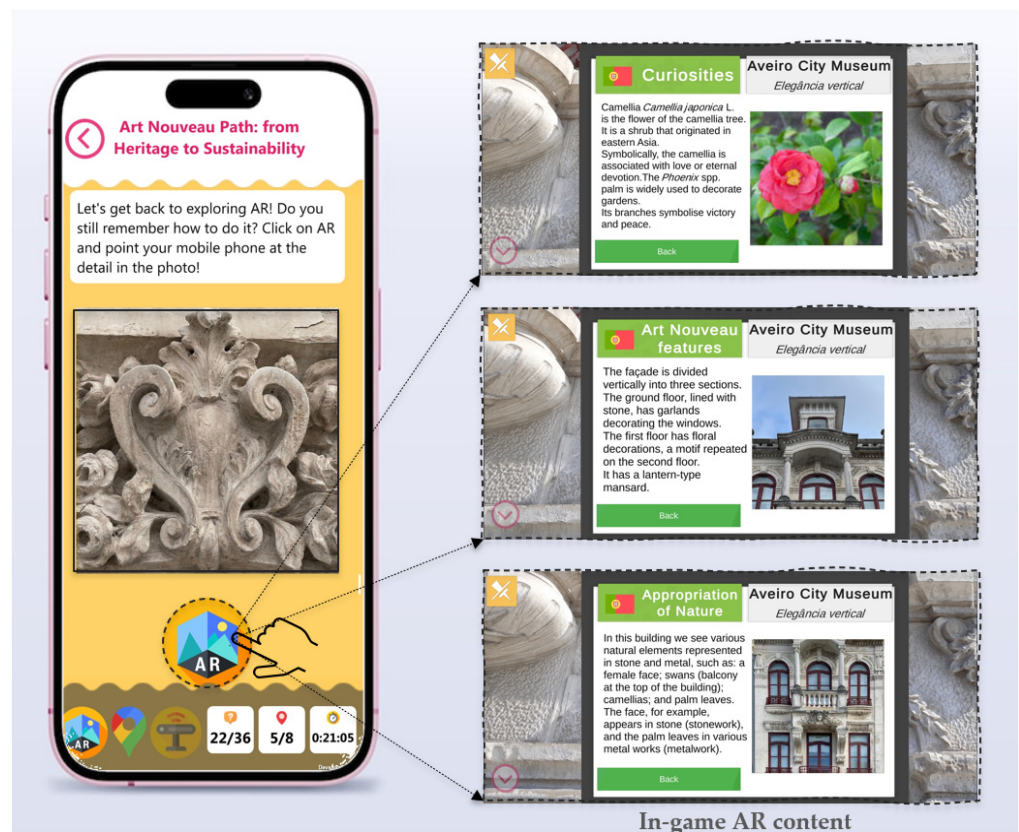 Art Nouveau Path: from
Heritage to Sustainability
Let's get back to exploring AR! Do you
still remember how to do it? Click on AR
and point your mobile phone at the
detail in the photo!
AR
AR
22/36
5/8
0:21:05
Curiosities
Aveiro City Museum
Elegância vertical
Camellia Camellia japonica L.
is the flower of the camellia tree.
It is a shrub that originated in
eastern Asia.
Symbolically, the camellia is
associated with love or eternal
devotion.The Phoenix spp.
palm is widely used to decorate
gardens.
Its branches symbolise victory
and peace.
Back
Art Nouveau
features
Aveiro City Museum
Elegância vertical
The façade is divided
vertically into three sections.
The ground floor, lined with
stone, has garlands
decorating the windows.
The first floor has floral
decorations, a motif repeated
on the second floor.
It has a lantern-type
mansard.
Back
Appropriation
of Nature
Aveiro City Museum
Elegância vertical
In this building we see various
natural elements represented
in stone and metal, such as: a
female face; swans (balcony
at the top of the building);
camellias; and palm leaves.
The face, for example,
appears in stone (stonework),
and the palm leaves in various
metal works (metalwork).
Back
In-game AR content